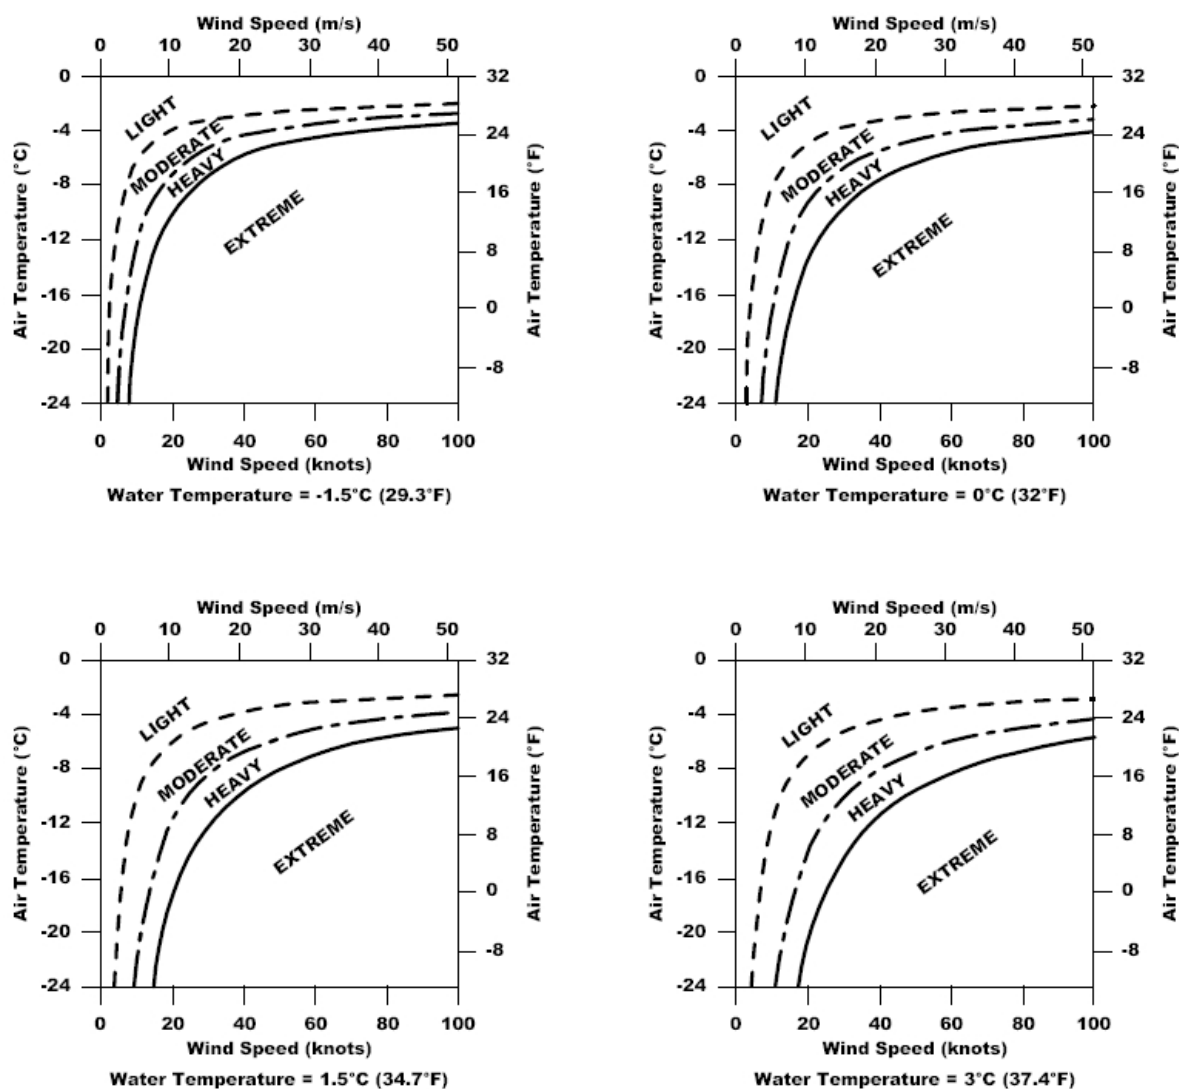 Wind Speed (m/s)
0 10 20 30 40 50
0 32
-4 24
-8 16
-12 8
-16 0
-20 -8
-24
Air Temperature (°C)
Air Temperature (°F)
LIGHT
MODERATE
HEAVY
EXTREME
0 20 40 60 80 100
Wind Speed (knots)
Water Temperature = -1.5°C (29.3°F)
Wind Speed (m/s)
0 10 20 30 40 50
0 32
-4 24
-8 16
-12 8
-16 0
-20 -8
-24
Air Temperature (°C)
Air Temperature (°F)
LIGHT
MODERATE
HEAVY
EXTREME
0 20 40 60 80 100
Wind Speed (knots)
Water Temperature = 0°C (32°F)
Wind Speed (m/s)
0 10 20 30 40 50
0 32
-4 24
-8 16
-12 8
-16 0
-20 -8
-24
Air Temperature (°C)
Air Temperature (°F)
LIGHT
MODERATE
HEAVY
EXTREME
0 20 40 60 80 100
Wind Speed (knots)
Water Temperature = 1.5°C (34.7°F)
Wind Speed (m/s)
0 10 20 30 40 50
0 32
-4 24
-8 16
-12 8
-16 0
-20 -8
-24
Air Temperature (°C)
Air Temperature (°F)
LIGHT
MODERATE
HEAVY
EXTREME
0 20 40 60 80 100
Wind Speed (knots)
Water Temperature = 3°C (37.4°F)